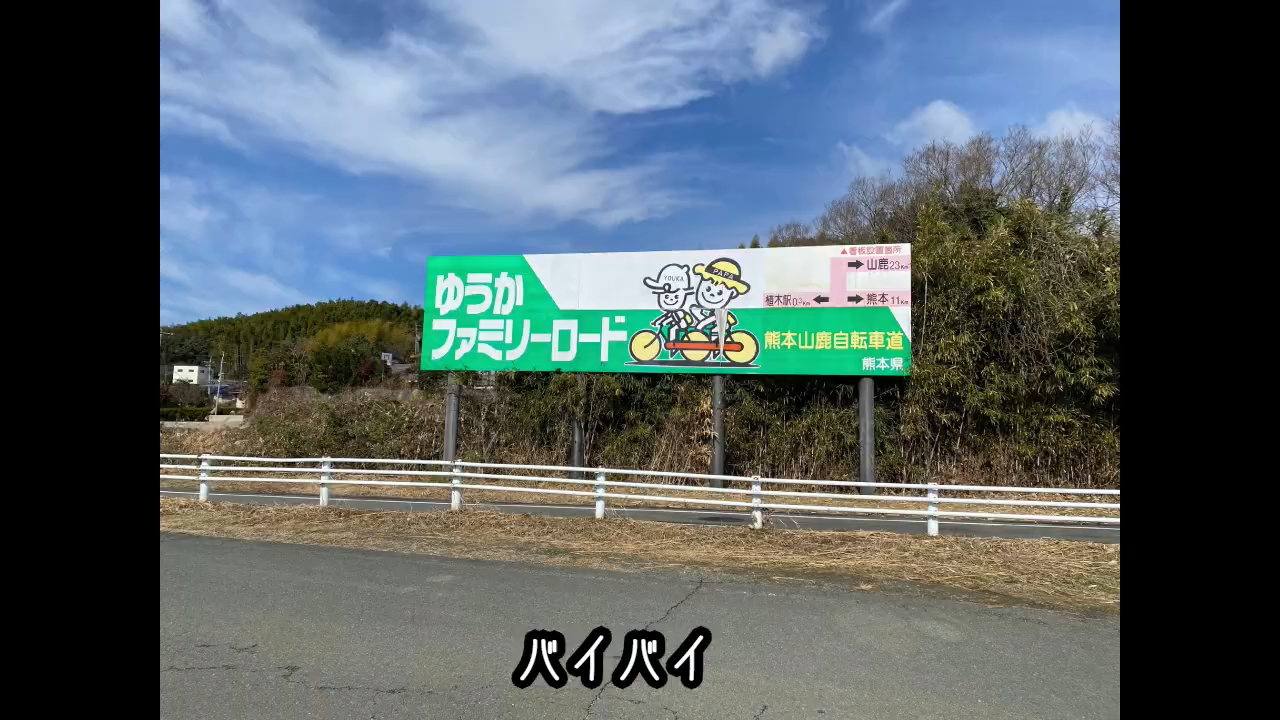 ゆうか
ファミリーロード
YOUKA
PAPA
▲看板設置箇所
➡山鹿23Km
植木駅0.3Km⬅ ➡熊本11Km
熊本山鹿自転車道
熊本県
バイバイ